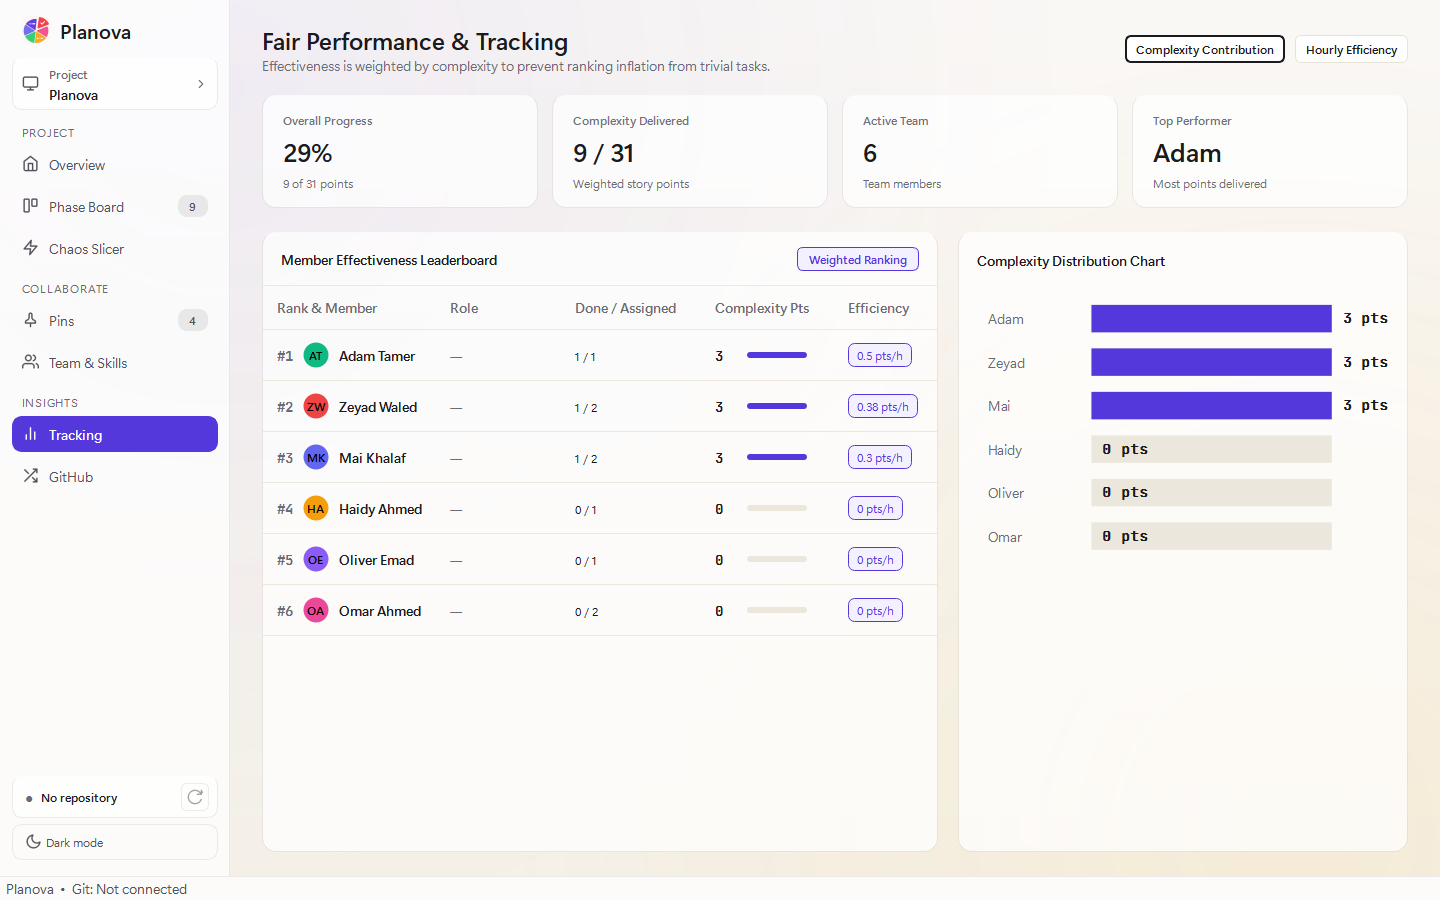 Planova
Project
Planova
PROJECT
Overview
Phase Board 9
Chaos Slicer
COLLABORATE
Pins 4
Team & Skills
INSIGHTS
Tracking
GitHub
No repository
Dark mode
Fair Performance & Tracking
Effectiveness is weighted by complexity to prevent ranking inflation from trivial tasks.
Complexity Contribution
Hourly Efficiency
Overall Progress
29%
9 of 31 points
Complexity Delivered
9 / 31
Weighted story points
Active Team
6
Team members
Top Performer
Adam
Most points delivered
Member Effectiveness Leaderboard
Weighted Ranking
Rank & Member Role Done / Assigned Complexity Pts Efficiency
#1 AT Adam Tamer — 1 / 1 3 0.5 pts/h
#2 ZW Zeyad Waled — 1 / 2 3 0.38 pts/h
#3 MK Mai Khalaf — 1 / 2 3 0.3 pts/h
#4 HA Haidy Ahmed — 0 / 1 0 0 pts/h
#5 OE Oliver Emad — 0 / 1 0 0 pts/h
#6 OA Omar Ahmed — 0 / 2 0 0 pts/h
Complexity Distribution Chart
Adam 3 pts
Zeyad 3 pts
Mai 3 pts
Haidy 0 pts
Oliver 0 pts
Omar 0 pts
Planova • Git: Not connected